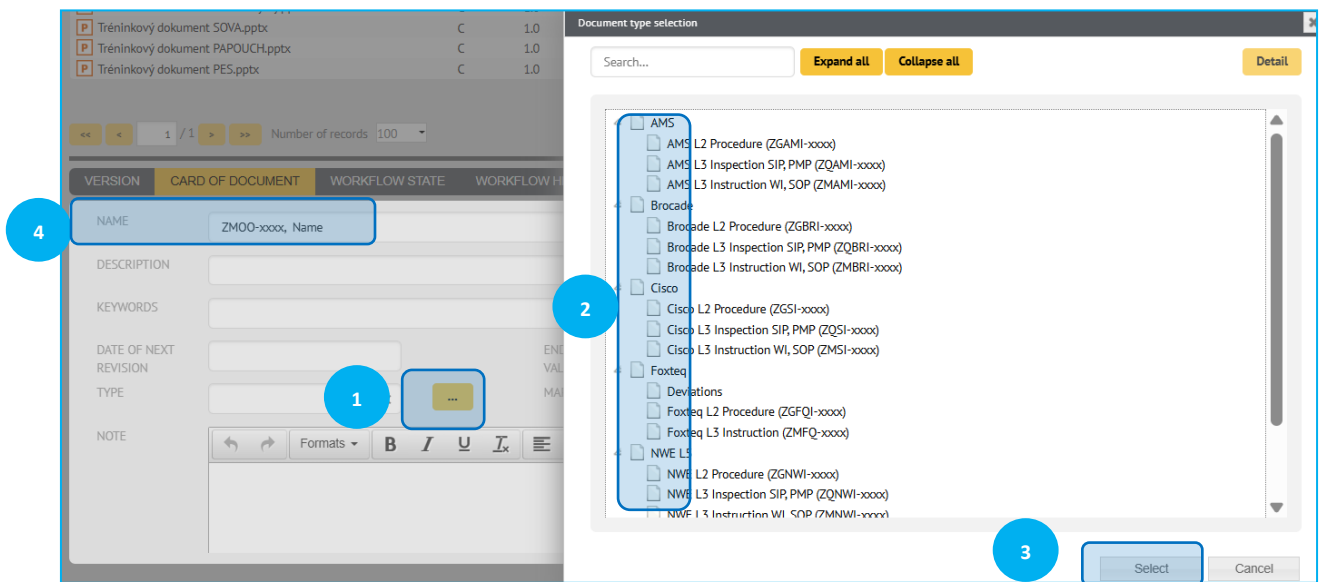 Tréninkový dokument SOVA.pptx C 1.0
Tréninkový dokument PAPOUCH.pptx C 1.0
Tréninkový dokument PES.pptx C 1.0
<< < 1 / 1 > >> Number of records 100
VERSION CARD OF DOCUMENT WORKFLOW STATE WORKFLOW H
4
NAME ZMOO-xxxx, Name
DESCRIPTION
KEYWORDS
DATE OF NEXT
REVISION
TYPE
1
...
NOTE
Formats B I U
Document type selection
Search...
Expand all
Collapse all
Detail
AMS
AMS L2 Procedure (ZGAMI-xxxx)
AMS L3 Inspection SIP, PMP (ZQAMI-xxxx)
AMS L3 Instruction WI, SOP (ZMAMI-xxxx)
Brocade
Brocade L2 Procedure (ZGBRI-xxxx)
Brocade L3 Inspection SIP, PMP (ZQBRI-xxxx)
Brocade L3 Instruction WI, SOP (ZMBRI-xxxx)
2
Cisco
Cisco L2 Procedure (ZGSI-xxxx)
Cisco L3 Inspection SIP, PMP (ZQSI-xxxx)
Cisco L3 Instruction WI, SOP (ZMSI-xxxx)
Foxteq
Deviations
Foxteq L2 Procedure (ZGFQI-xxxx)
Foxteq L3 Instruction (ZMFQ-xxxx)
NWE L5
NWE L2 Procedure (ZGNWI-xxxx)
NWE L3 Inspection SIP, PMP (ZQNWI-xxxx)
NWE L3 Instruction WI, SOP (ZMNWI-xxxx)
3
Select
Cancel